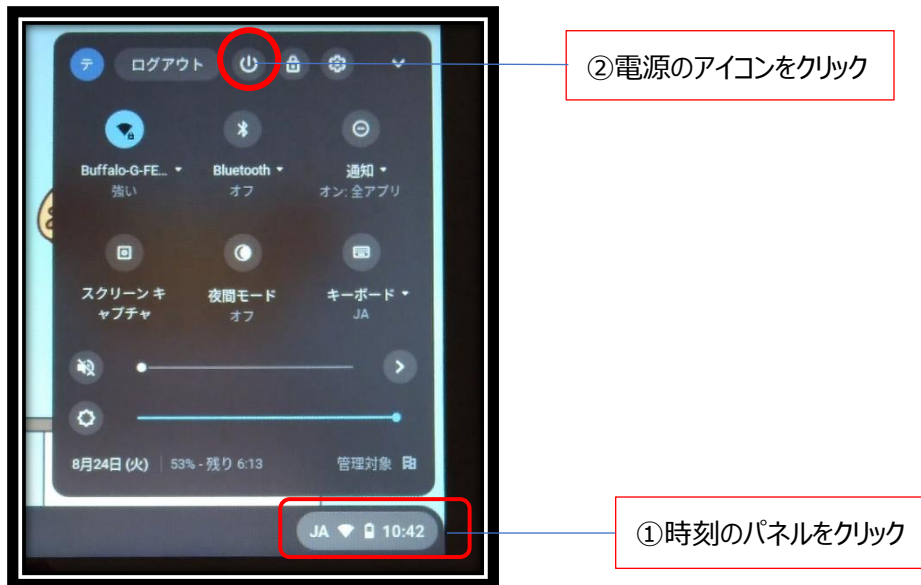 テ ログアウト
②電源のアイコンをクリック
Buffalo-G-FE... Bluetooth 通知
強い オフ オン: 全アプリ
スクリーン キ 夜間モード キーボード
ャプチャ オフ JA
8月24日 (火) 53% - 残り 6:13 管理対象
JA 10:42
①時刻のパネルをクリック